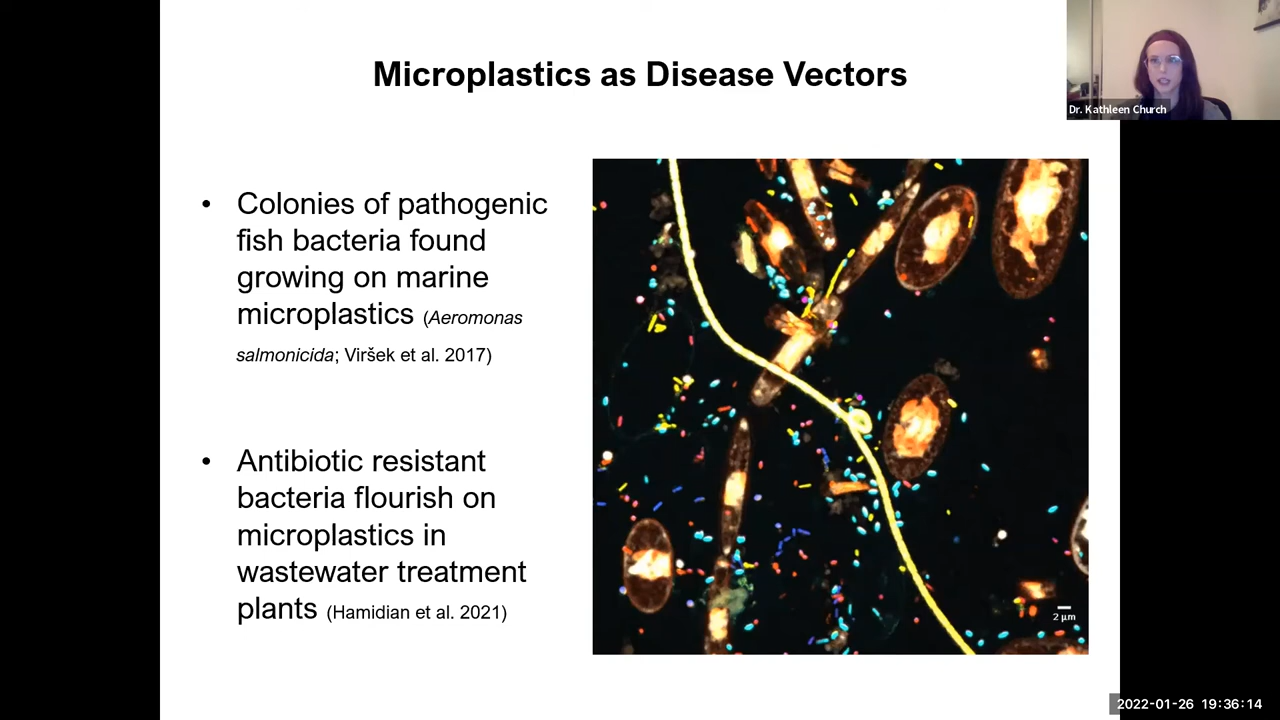 Microplastics as Disease Vectors
Dr. Kathleen Church
• Colonies of pathogenic
fish bacteria found
growing on marine
microplastics (Aeromonas
salmonicida; Viršek et al. 2017)
• Antibiotic resistant
bacteria flourish on
microplastics in
wastewater treatment
plants (Hamidian et al. 2021)
2 µm
2022-01-26 19:36:14